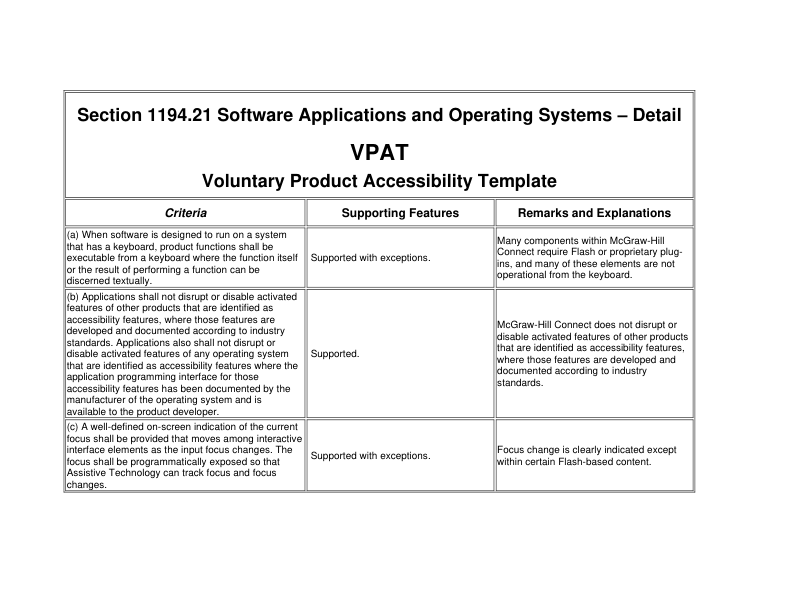 Section 1194.21 Software Applications and Operating Systems – Detail
VPAT
Voluntary Product Accessibility Template
Criteria
Supporting Features
Remarks and Explanations
(a) When software is designed to run on a system
that has a keyboard, product functions shall be
executable from a keyboard where the function itself
or the result of performing a function can be
discerned textually.
Supported with exceptions.
Many components within McGraw-Hill
Connect require Flash or proprietary plug-
ins, and many of these elements are not
operational from the keyboard.
(b) Applications shall not disrupt or disable activated
features of other products that are identified as
accessibility features, where those features are
developed and documented according to industry
standards. Applications also shall not disrupt or
disable activated features of any operating system
that are identified as accessibility features where the
application programming interface for those
accessibility features has been documented by the
manufacturer of the operating system and is
available to the product developer.
Supported.
McGraw-Hill Connect does not disrupt or
disable activated features of other products
that are identified as accessibility features,
where those features are developed and
documented according to industry
standards.
(c) A well-defined on-screen indication of the current
focus shall be provided that moves among interactive
interface elements as the input focus changes. The
focus shall be programmatically exposed so that
Assistive Technology can track focus and focus
changes.
Supported with exceptions.
Focus change is clearly indicated except
within certain Flash-based content.